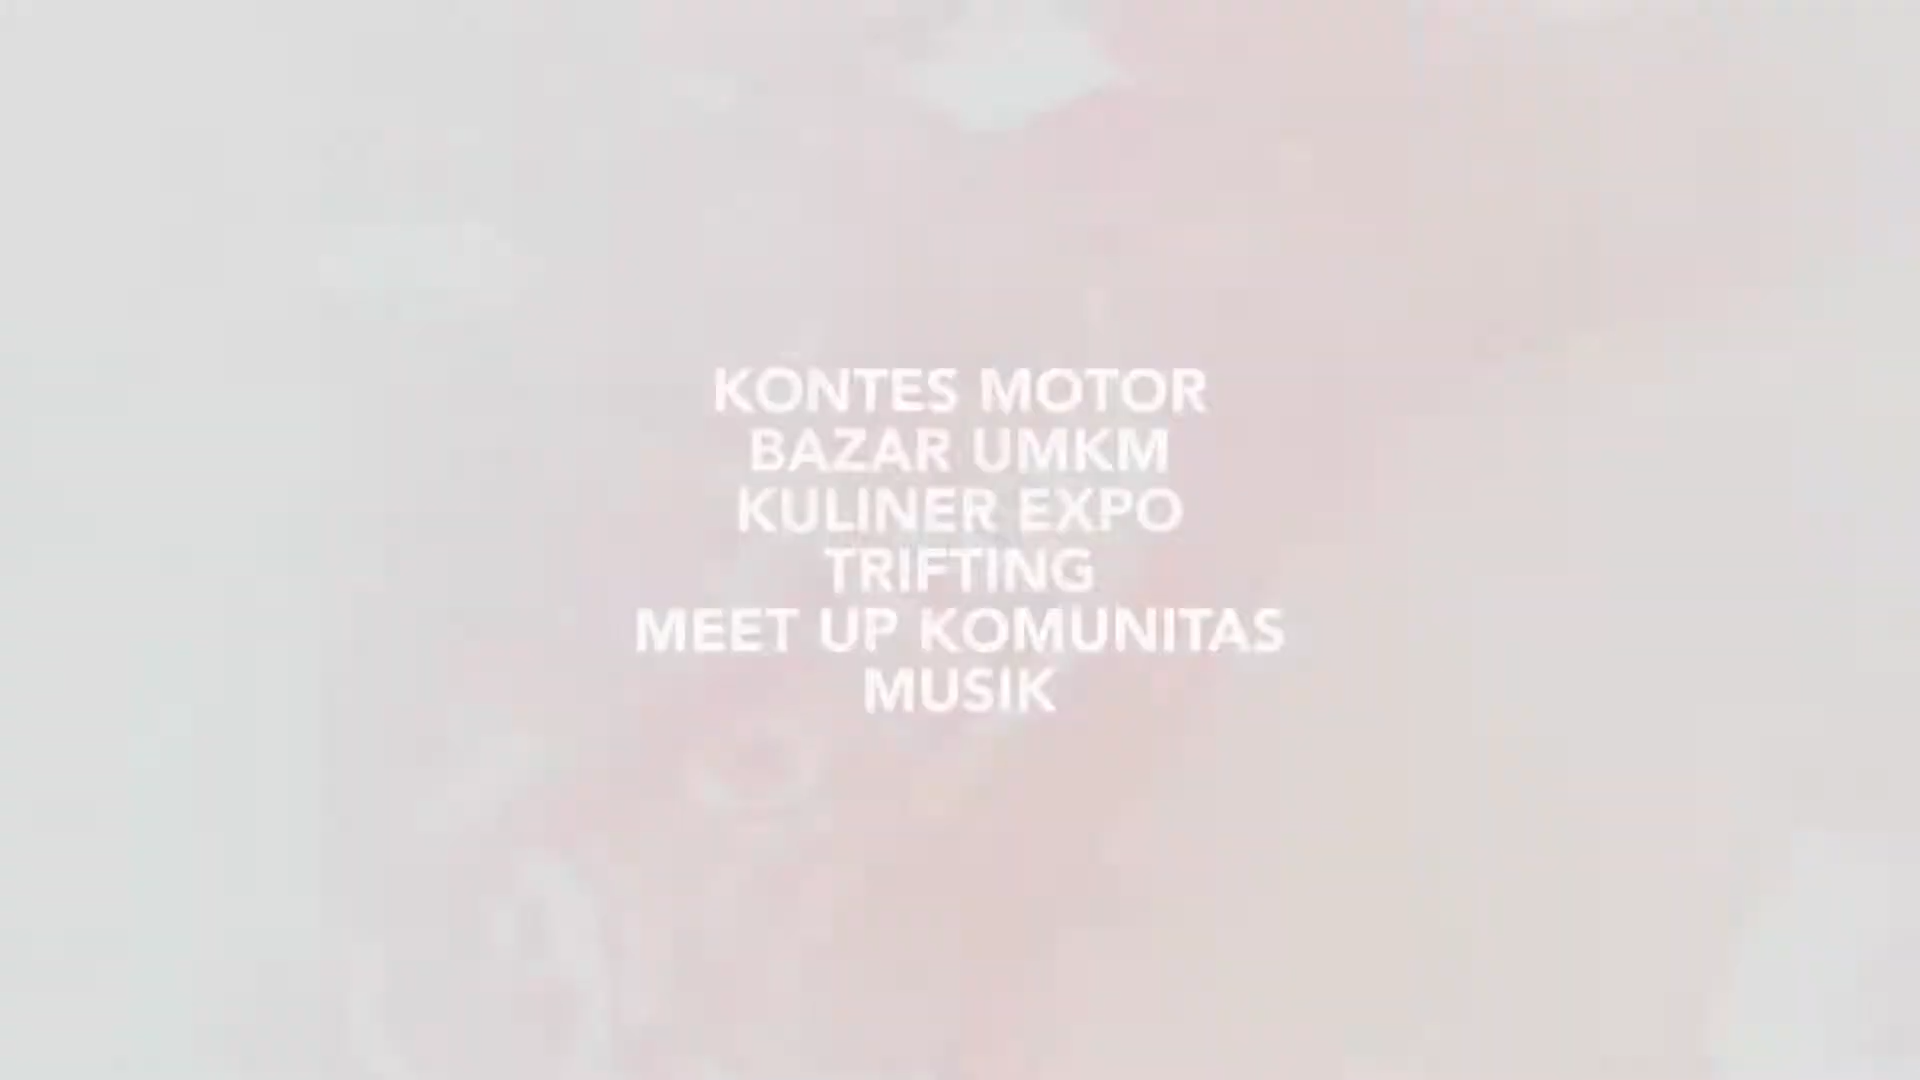 KONTES MOTOR
BAZAR UMKM
KULINER EXPO
TRIFTING
MEET UP KOMUNITAS
MUSIK